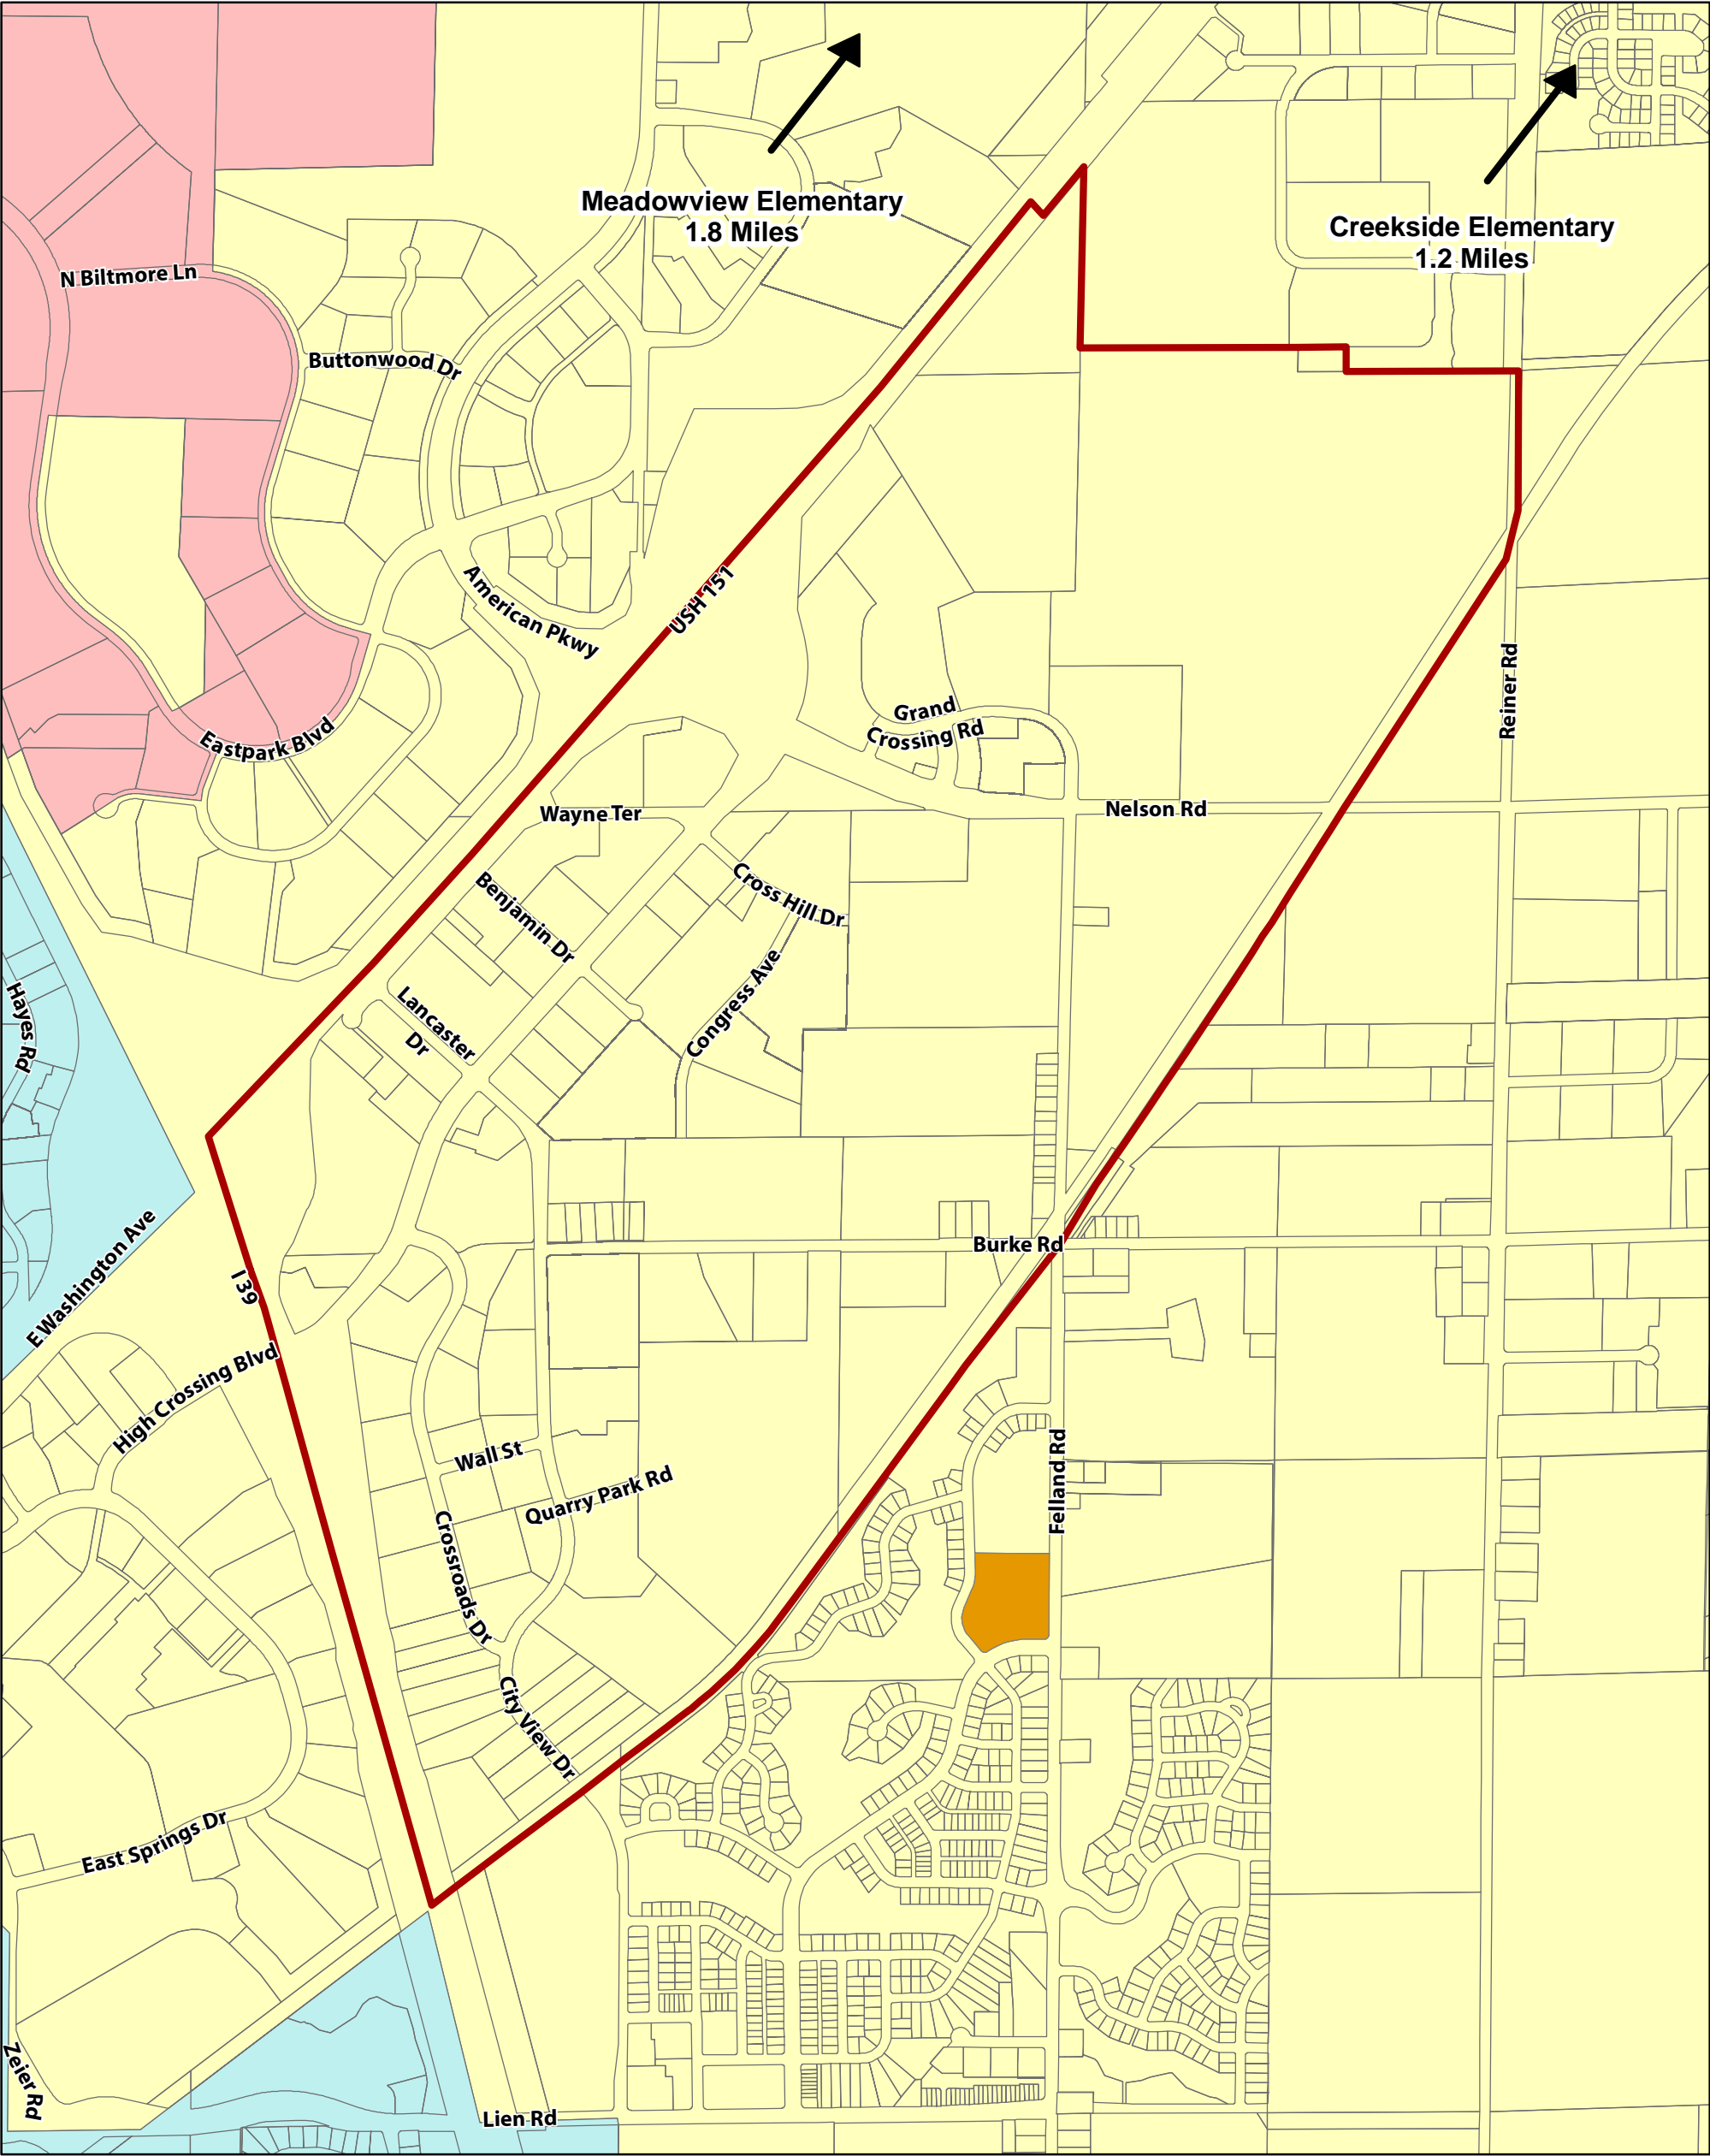 Meadowview Elementary
1.8 Miles
Creekside Elementary
1.2 Miles
N Biltmore Ln
Buttonwood Dr
American Pkwy
USH 151
Reiner Rd
Eastpark Blvd
Grand
Crossing Rd
Wayne Ter
Nelson Rd
Cross Hill Dr
Benjamin Dr
Congress Ave
Lancaster
Dr
Hayes Rd
E Washington Ave
I 39
Burke Rd
High Crossing Blvd
Wall St
Quarry Park Rd
Felland Rd
Crossroads Dr
City View Dr
East Springs Dr
Zeier Rd
Lien Rd